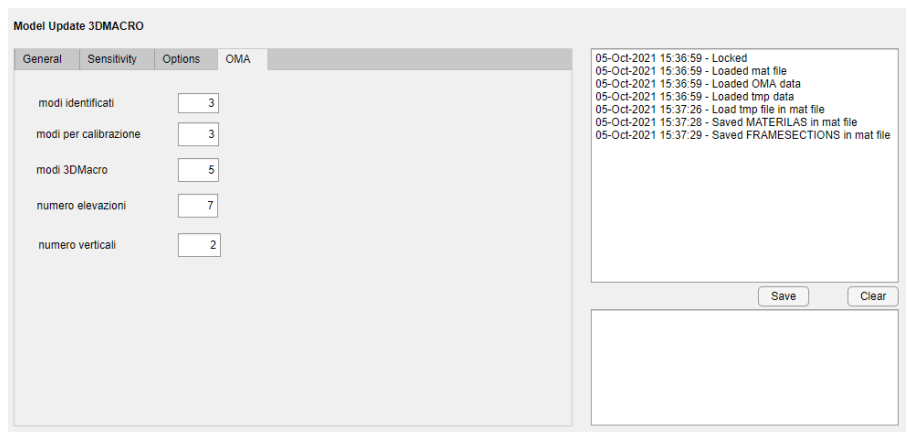 Model Update 3DMACRO
General Sensitivity Options OMA
modi identificati 3
modi per calibrazione 3
modi 3DMacro 5
numero elevazioni 7
numero verticali 2
05-Oct-2021 15:36:59 - Locked
05-Oct-2021 15:36:59 - Loaded mat file
05-Oct-2021 15:36:59 - Loaded OMA data
05-Oct-2021 15:36:59 - Loaded tmp data
05-Oct-2021 15:37:26 - Load tmp file in mat file
05-Oct-2021 15:37:28 - Saved MATERILAS in mat file
05-Oct-2021 15:37:29 - Saved FRAMESECTIONS in mat file
Save Clear